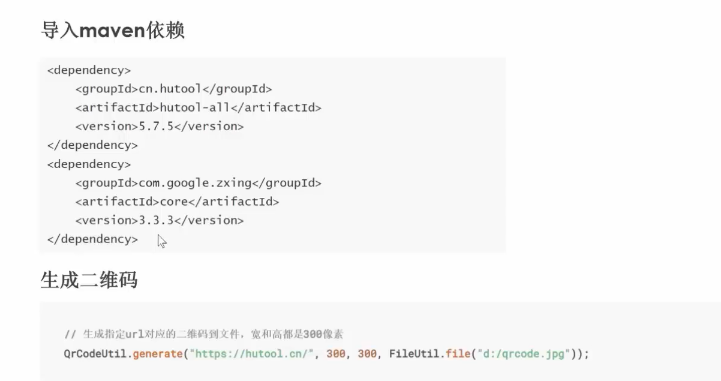 导入maven依赖
<dependency>
    <groupId>cn.hutool</groupId>
    <artifactId>hutool-all</artifactId>
    <version>5.7.5</version>
</dependency>
<dependency>
    <groupId>com.google.zxing</groupId>
    <artifactId>core</artifactId>
    <version>3.3.3</version>
</dependency>
生成二维码
// 生成指定url对应的二维码到文件，宽和高都是300像素
QrCodeUtil.generate("https://hutool.cn/", 300, 300, FileUtil.file("d:/qrcode.jpg"));